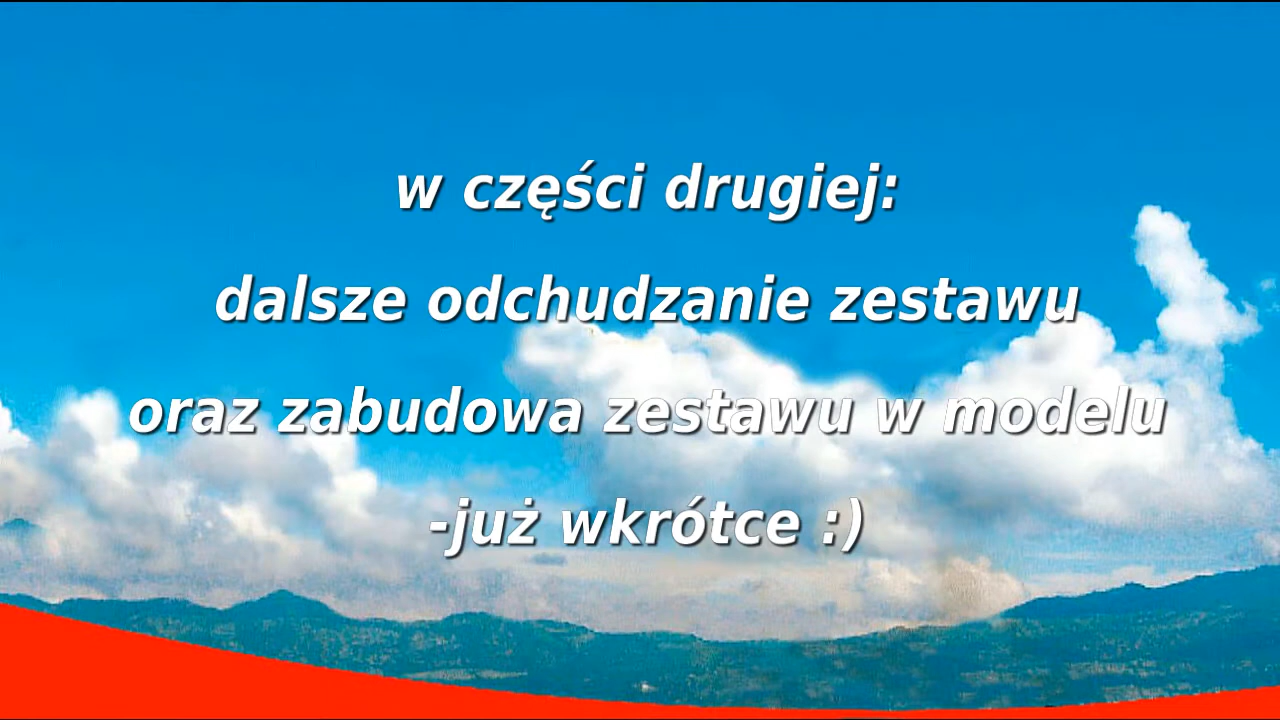 w części drugiej:
dalsze odchudzanie zestawu
oraz zabudowa zestawu w modelu
-już wkrótce :)